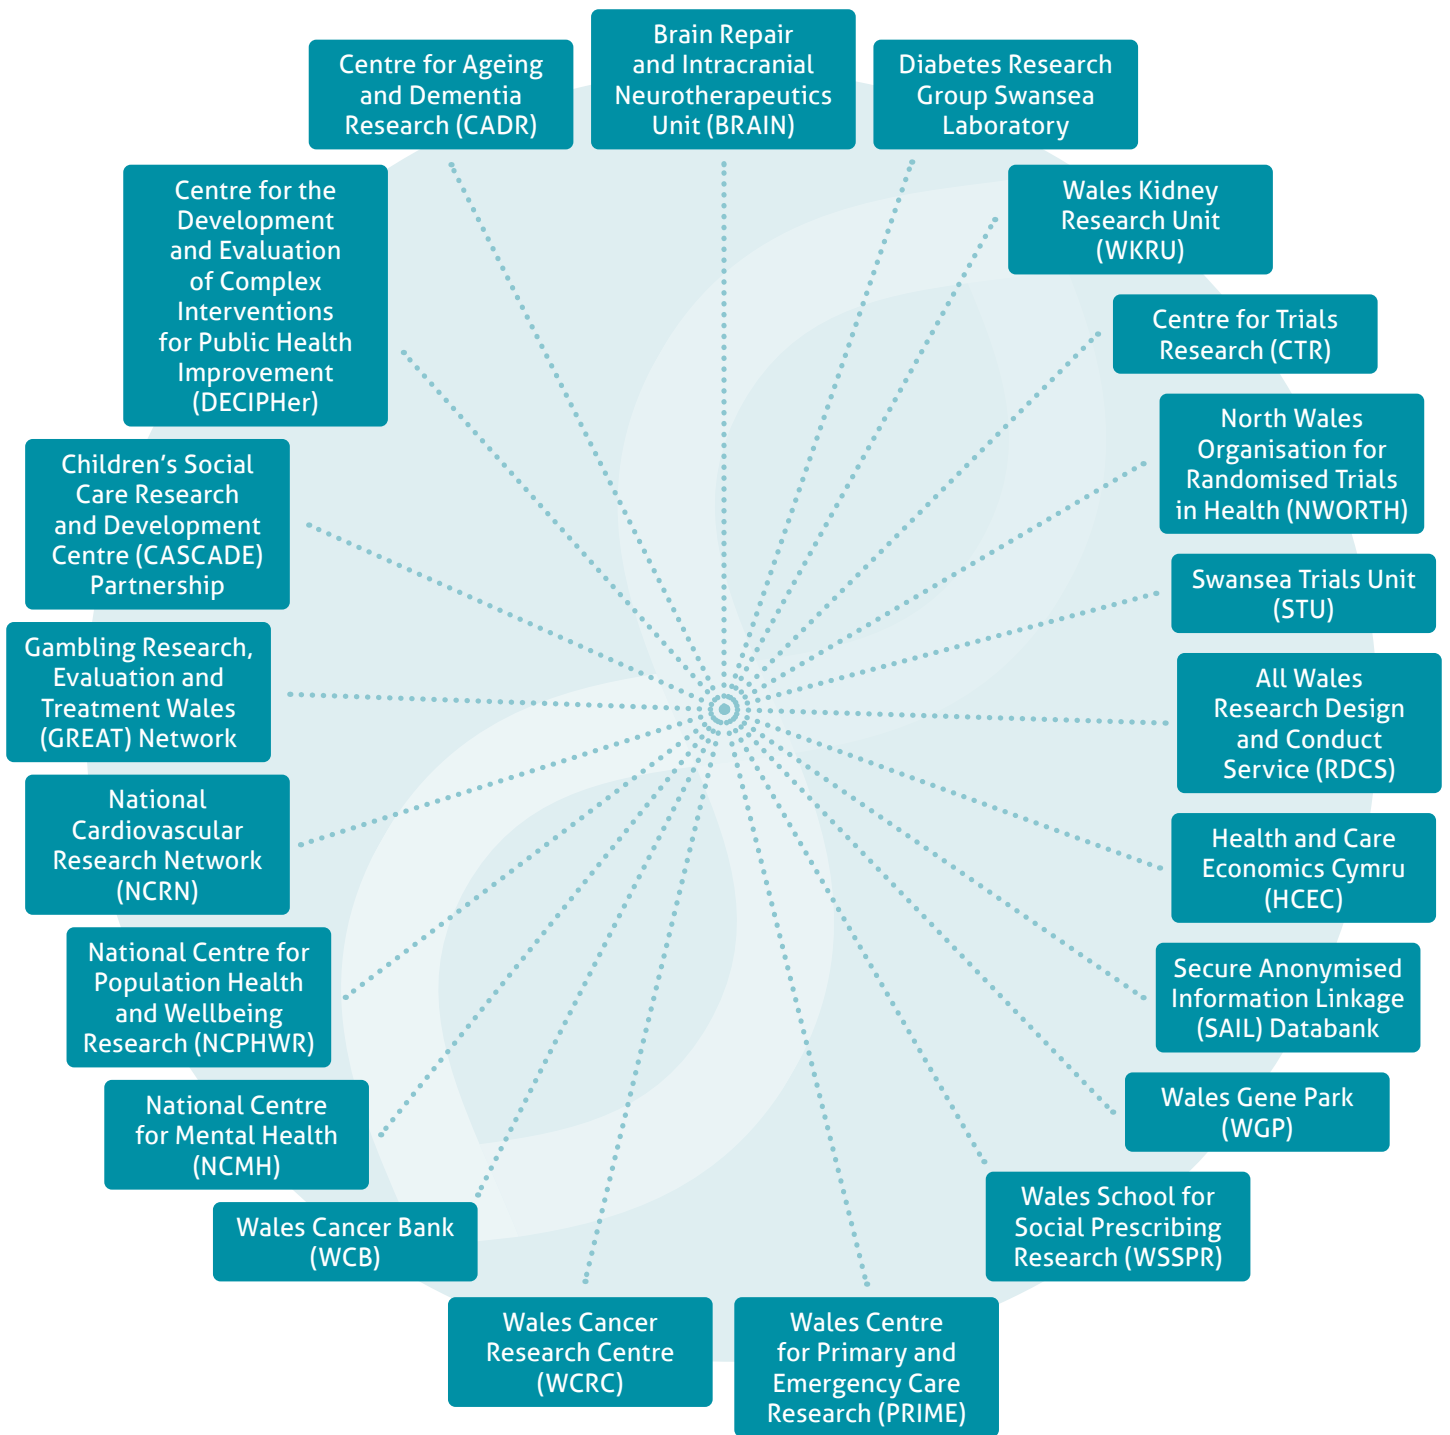 Brain Repair
and Intracranial
Neurotherapeutics
Unit (BRAIN)
Diabetes Research
Group Swansea
Laboratory
Wales Kidney
Research Unit
(WKRU)
Centre for Trials
Research (CTR)
North Wales
Organisation for
Randomised Trials
in Health (NWORTH)
Swansea Trials Unit
(STU)
All Wales
Research Design
and Conduct
Service (RDCS)
Health and Care
Economics Cymru
(HCEC)
Secure Anonymised
Information Linkage
(SAIL) Databank
Wales Gene Park
(WGP)
Wales School for
Social Prescribing
Research (WSSPR)
Wales Centre
for Primary and
Emergency Care
Research (PRIME)
Wales Cancer
Research Centre
(WCRC)
Wales Cancer Bank
(WCB)
National Centre
for Mental Health
(NCMH)
National Centre for
Population Health
and Wellbeing
Research (NCPHWR)
National
Cardiovascular
Research Network
(NCRN)
Gambling Research,
Evaluation and
Treatment Wales
(GREAT) Network
Children’s Social
Care Research
and Development
Centre (CASCADE)
Partnership
Centre for the
Development
and Evaluation
of Complex
Interventions
for Public Health
Improvement
(DECIPHer)
Centre for Ageing
and Dementia
Research (CADR)